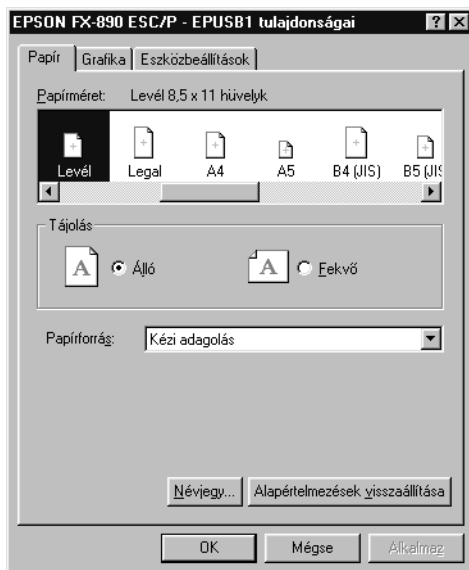 EPSON FX-890 ESC/P - EPUSB1 tulajdonságai
Papír Grafika Eszközbeállítások
Papírméret: Levél 8,5 x 11 hüvelyk
Levél Legal A4 A5 B4 (JIS) B5 (JIS
Tájolás
A Álló A Fekvő
Papírforrás: Kézi adagolás
Névjegy... Alapértelmezések visszaállítása
OK Mégse Alkalmaz